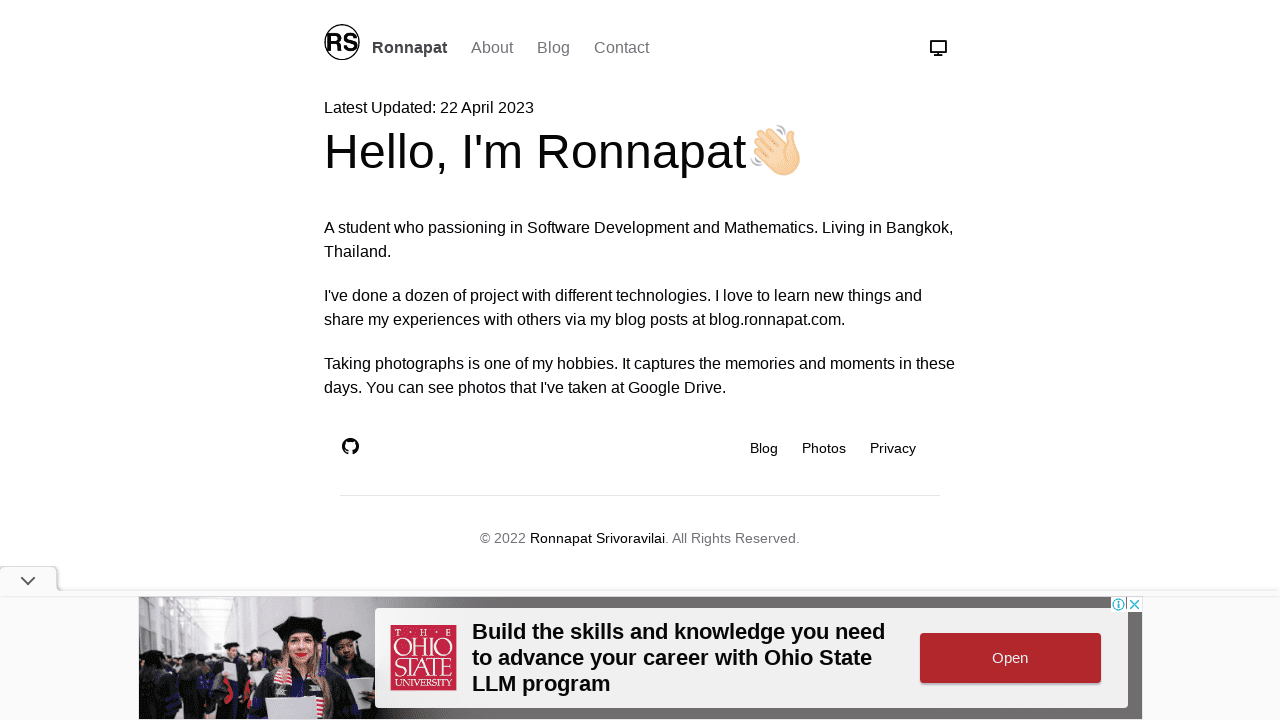 RS Ronnapat About Blog Contact
Latest Updated: 22 April 2023
Hello, I'm Ronnapat👋🏻
A student who passioning in Software Development and Mathematics. Living in Bangkok,
Thailand.
I've done a dozen of project with different technologies. I love to learn new things and
share my experiences with others via my blog posts at blog.ronnapat.com.
Taking photographs is one of my hobbies. It captures the memories and moments in these
days. You can see photos that I've taken at Google Drive.
Blog Photos Privacy
© 2022 Ronnapat Srivoravilai. All Rights Reserved.
THE
OHIO
STATE
UNIVERSITY
Build the skills and knowledge you need
to advance your career with Ohio State
LLM program
Open